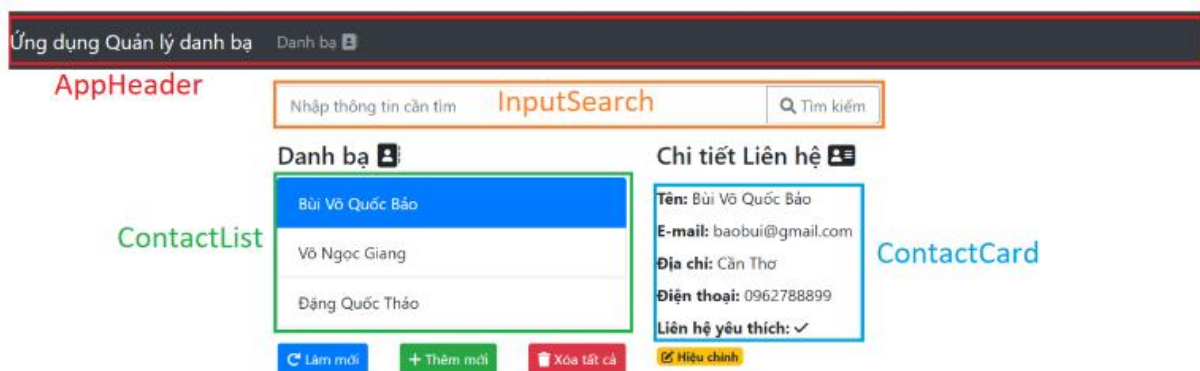 Ứng dụng Quản lý danh bạ Danh bạ
AppHeader
Nhập thông tin cần tìm InputSearch Tìm kiếm
Danh bạ
Chi tiết Liên hệ
ContactList
Bùi Võ Quốc Bảo
Võ Ngọc Giang
Đặng Quốc Thảo
Tên: Bùi Võ Quốc Bảo
E-mail: baobui@gmail.com
Địa chỉ: Cần Thơ
Điện thoại: 0962788899
Liên hệ yêu thích: ✓
ContactCard
Làm mới
Thêm mới
Xóa tất cả
Hiệu chỉnh